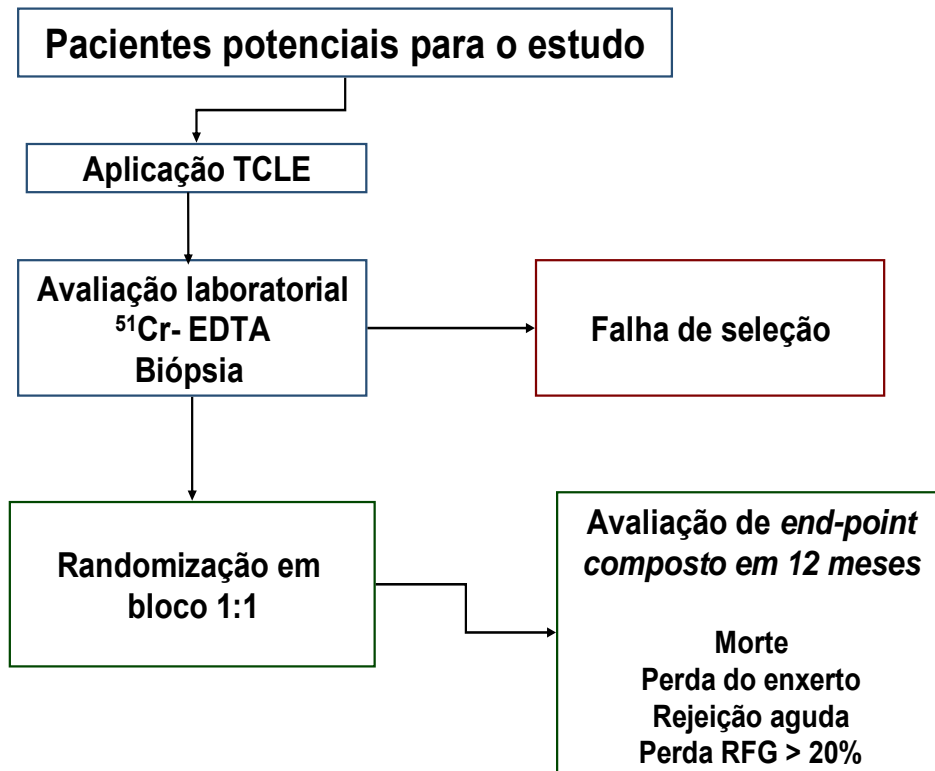 Pacientes potenciais para o estudo
Aplicação TCLE
Avaliação laboratorial
⁵¹Cr- EDTA
Biópsia
Falha de seleção
Randomização em
bloco 1:1
Avaliação de end-point
composto em 12 meses
Morte
Perda do enxerto
Rejeição aguda
Perda RFG > 20%